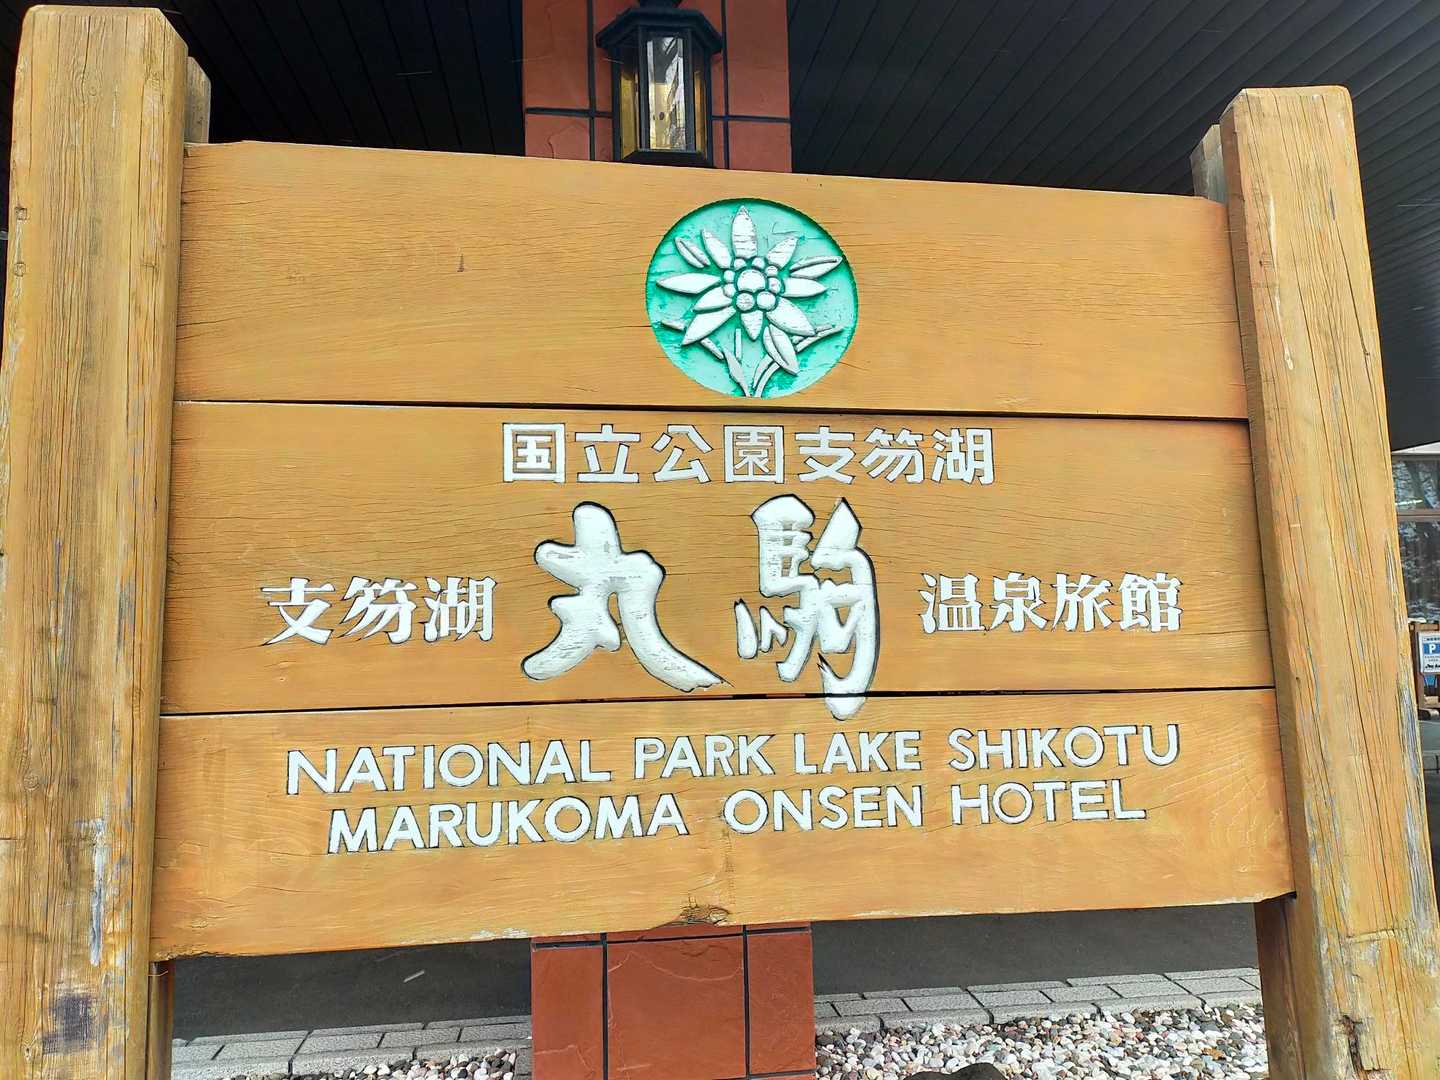 国立公園支笏湖
支笏湖 丸駒 温泉旅館
NATIONAL PARK LAKE SHIKOTU
MARUKOMA ONSEN HOTEL
P